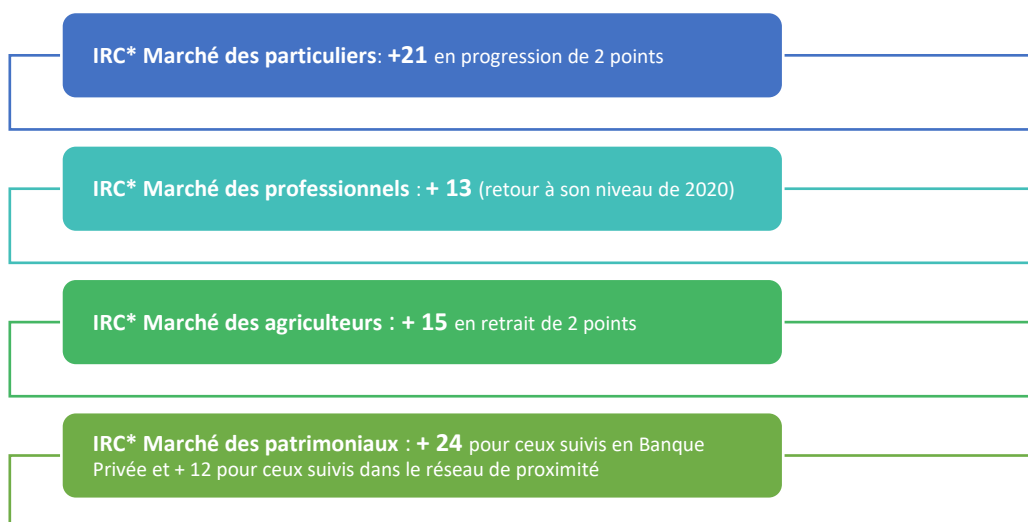 IRC* Marché des particuliers: +21 en progression de 2 points
IRC* Marché des professionnels : + 13 (retour à son niveau de 2020)
IRC* Marché des agriculteurs : + 15 en retrait de 2 points
IRC* Marché des patrimoniaux : + 24 pour ceux suivis en Banque
Privée et + 12 pour ceux suivis dans le réseau de proximité